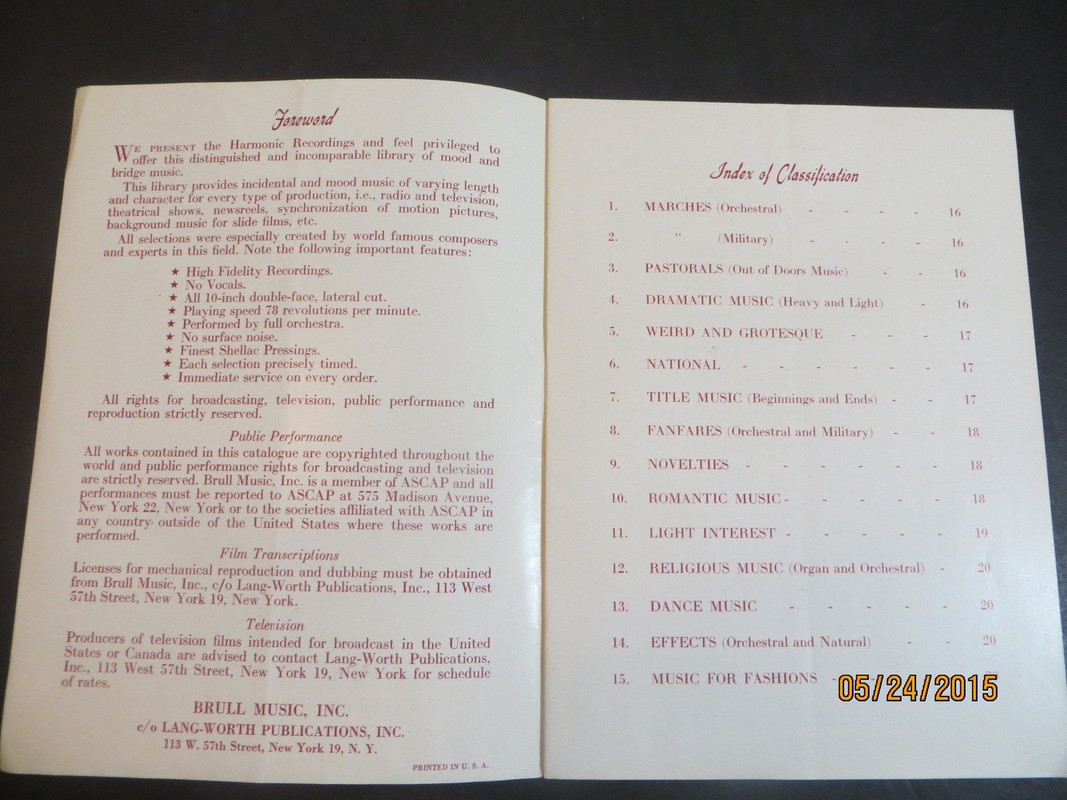 Foreword
WE PRESENT the Harmonic Recordings and feel privileged to
offer this distinguished and incomparable library of mood and
bridge music.
This library provides incidental and mood music of varying length
and character for every type of production, i.e., radio and television,
theatrical shows, newsreels, synchronization of motion pictures,
background music for slide films, etc.
All selections were especially created by world famous composers
and experts in this field. Note the following important features:
★ High Fidelity Recordings.
★ No Vocals.
★ All 10-inch double-face, lateral cut.
★ Playing speed 78 revolutions per minute.
★ Performed by full orchestra.
★ No surface noise.
★ Finest Shellac Pressings.
★ Each selection precisely timed.
★ Immediate service on every order.
All rights for broadcasting, television, public performance and
reproduction strictly reserved.
Public Performance
All works contained in this catalogue are copyrighted throughout the
world and public performance rights for broadcasting and television
are strictly reserved. Brull Music, Inc. is a member of ASCAP and all
performances must be reported to ASCAP at 575 Madison Avenue,
New York 22, New York or to the societies affiliated with ASCAP in
any country outside of the United States where these works are
performed.
Film Transcriptions
Licenses for mechanical reproduction and dubbing must be obtained
from Brull Music, Inc., c/o Lang-Worth Publications, Inc., 113 West
57th Street, New York 19, New York.
Television
Producers of television films intended for broadcast in the United
States or Canada are advised to contact Lang-Worth Publications,
Inc., 113 West 57th Street, New York 19, New York for schedule
of rates.
BRULL MUSIC, INC.
c/o LANG-WORTH PUBLICATIONS, INC.
113 W. 57th Street, New York 19, N. Y.
PRINTED IN U. S. A.
Index of Classification
1. MARCHES (Orchestral) - - - - 16
2. " (Military) - - - - 16
3. PASTORALS (Out of Doors Music) - - 16
4. DRAMATIC MUSIC (Heavy and Light) - 16
5. WEIRD AND GROTESQUE - - - - 17
6. NATIONAL - - - - - - 17
7. TITLE MUSIC (Beginnings and Ends) - - 17
8. FANFARES (Orchestral and Military) - - 18
9. NOVELTIES - - - - - - 18
10. ROMANTIC MUSIC - - - - - 18
11. LIGHT INTEREST - - - - - 19
12. RELIGIOUS MUSIC (Organ and Orchestral) - 20
13. DANCE MUSIC - - - - - 20
14. EFFECTS (Orchestral and Natural) - - 20
15. MUSIC FOR FASHIONS -
05/24/2015